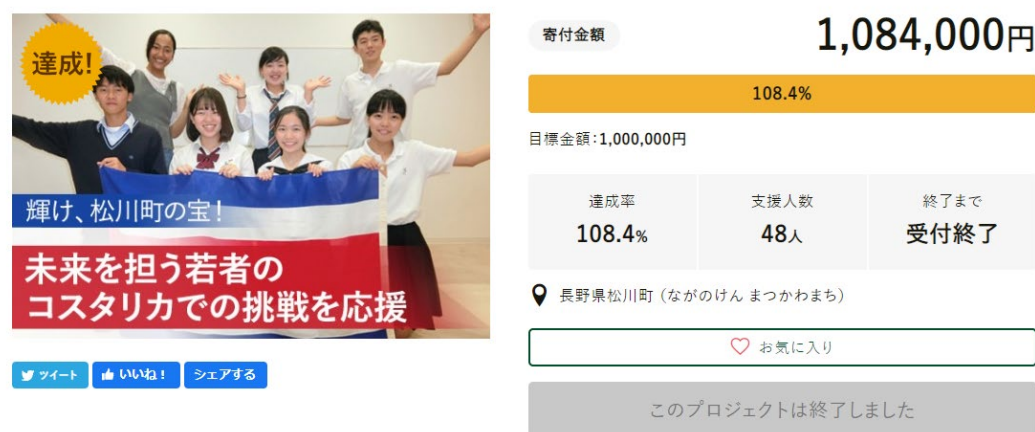 達成!
輝け、松川町の宝!
未来を担う若者の
コスタリカでの挑戦を応援
ツイート
いいね!
シェアする
寄付金額
1,084,000円
108.4%
目標金額:1,000,000円
達成率
108.4%
支援人数
48人
終了まで
受付終了
長野県松川町 (ながのけん まつかわまち)
お気に入り
このプロジェクトは終了しました